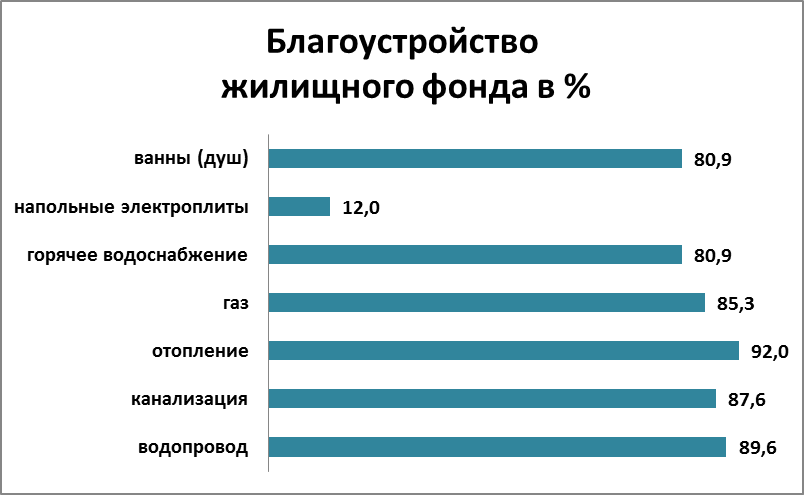 Благоустройство
жилищного фонда в %
ванны (душ) 80,9
напольные электроплиты 12,0
горячее водоснабжение 80,9
газ 85,3
отопление 92,0
канализация 87,6
водопровод 89,6